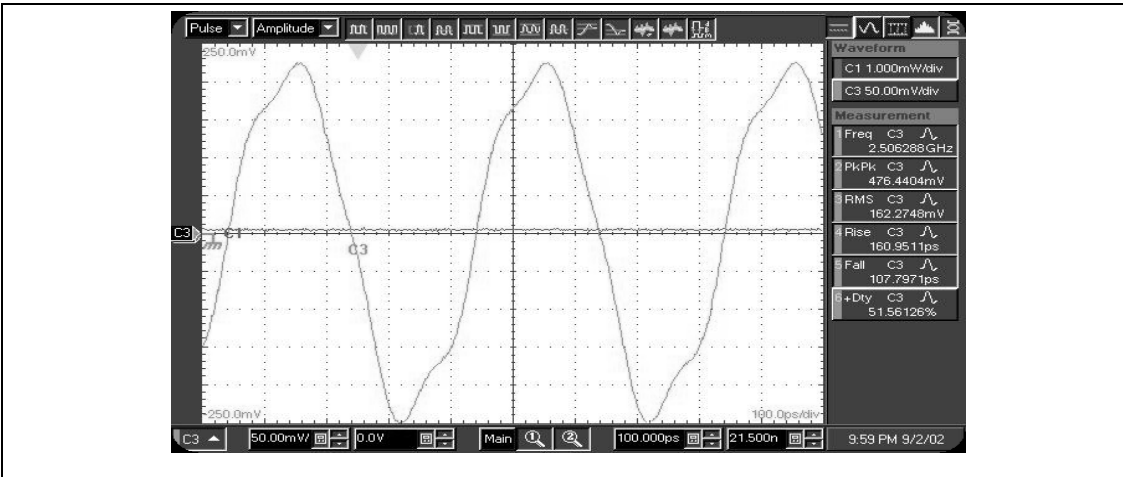 Pulse Amplitude
250.0mV
Waveform
C1 1.000mW/div
C3 50.00mV/div
Measurement
1 Freq C3
2.506288GHz
2 PkPk C3
476.4404mV
3 RMS C3
162.2748mV
4 Rise C3
160.9511ps
5 Fall C3
107.7971ps
6 +Dty C3
51.56126%
C3
C1
C3
-250.0mV
100.0ps/div
C3 50.00mV/ 0.0V Main 1 2 100.000ps 21.500n 9:59 PM 9/2/02